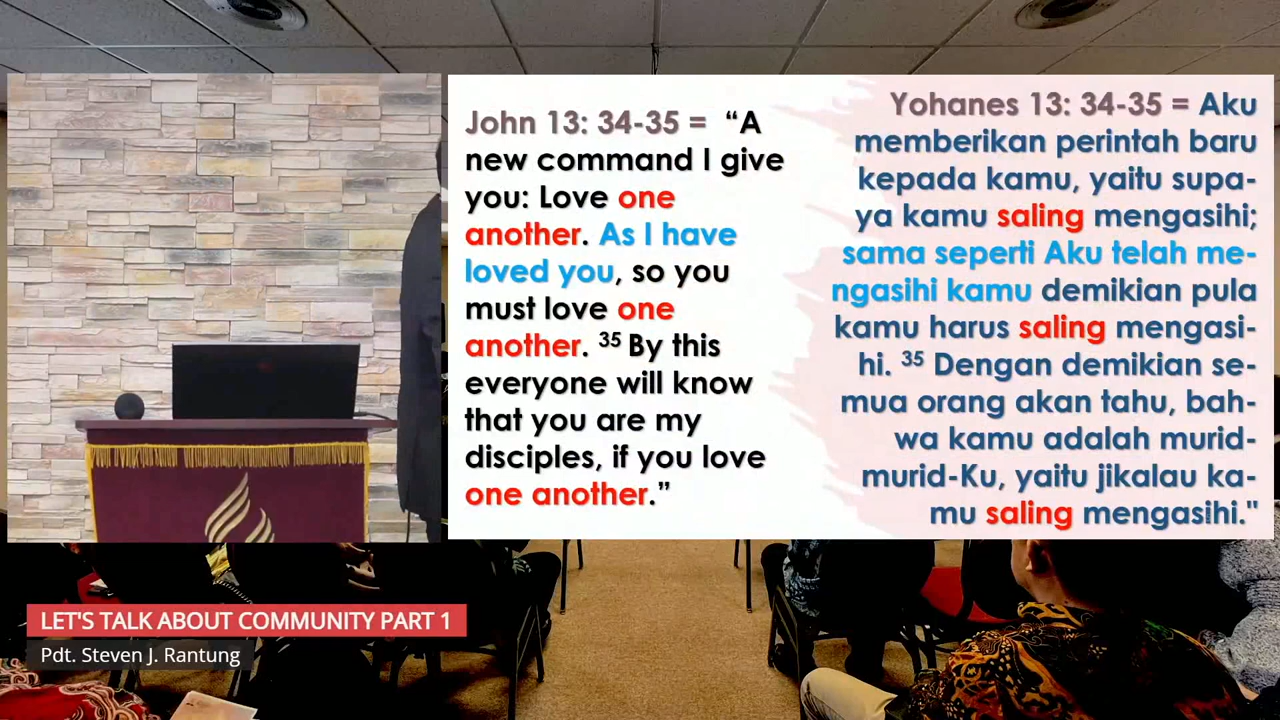 John 13: 34-35 = “A
new command I give
you: Love one
another. As I have
loved you, so you
must love one
another. ³⁵ By this
everyone will know
that you are my
disciples, if you love
one another.”
Yohanes 13: 34-35 = Aku
memberikan perintah baru
kepada kamu, yaitu supa-
ya kamu saling mengasihi;
sama seperti Aku telah me-
ngasihi kamu demikian pula
kamu harus saling mengasi-
hi. ³⁵ Dengan demikian se-
mua orang akan tahu, bah-
wa kamu adalah murid-
murid-Ku, yaitu jikalau ka-
mu saling mengasihi."
LET'S TALK ABOUT COMMUNITY PART 1
Pdt. Steven J. Rantung